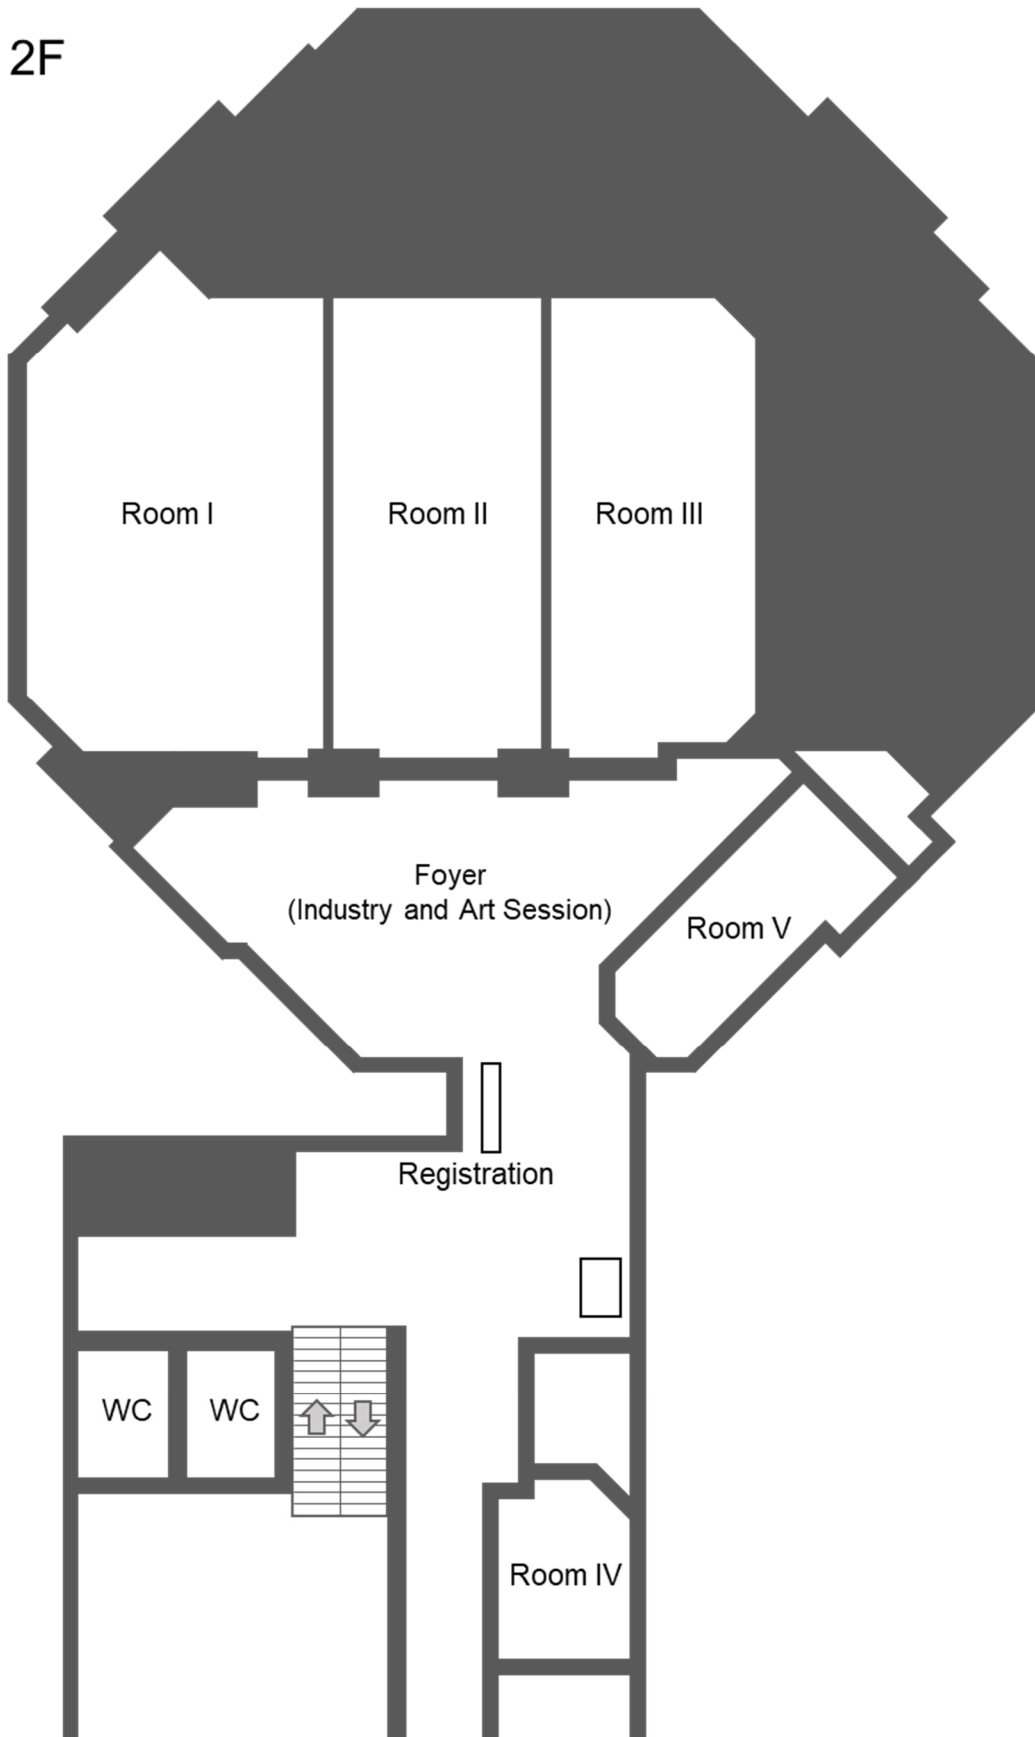 2F
Room I
Room II
Room III
Foyer
(Industry and Art Session)
Room V
Registration
WC
WC
Room IV